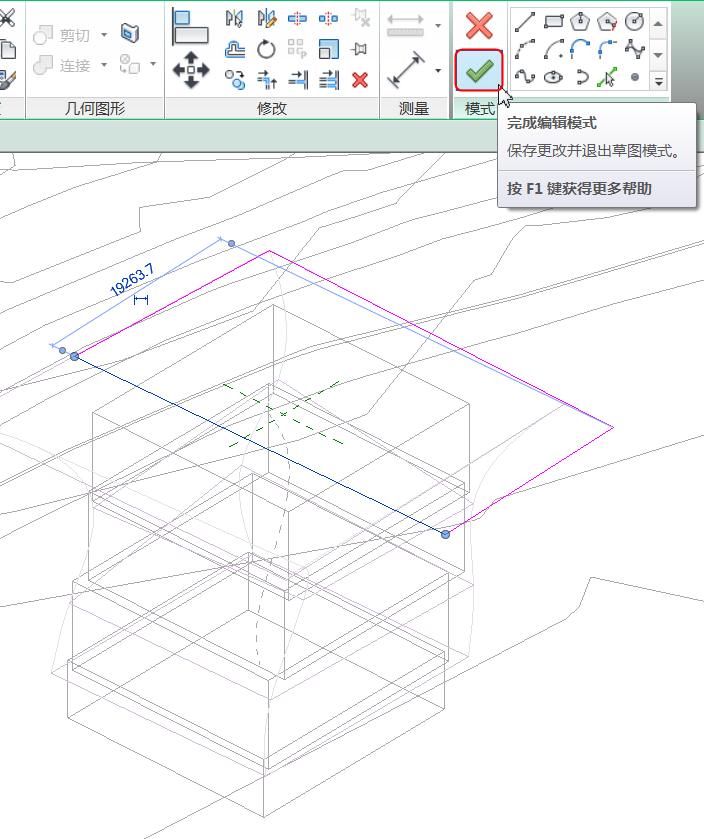 剪切
连接
几何图形
修改
测量
模式
完成编辑模式
保存更改并退出草图模式。
按 F1 键获得更多帮助
19263.7